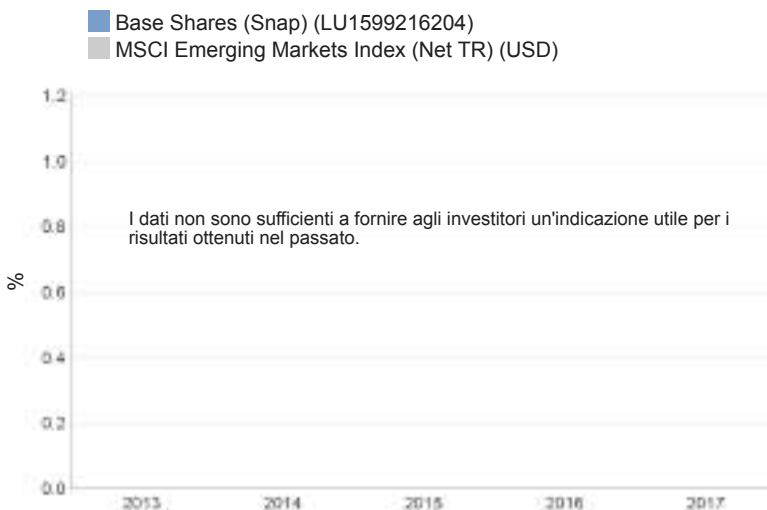 Base Shares (Snap) (LU1599216204)
MSCI Emerging Markets Index (Net TR) (USD)
1.2
1.0
I dati non sono sufficienti a fornire agli investitori un'indicazione utile per i
0.8
risultati ottenuti nel passato.
%
0.6
0.4
0.2
0.0
2013 2014 2015 2016 2017